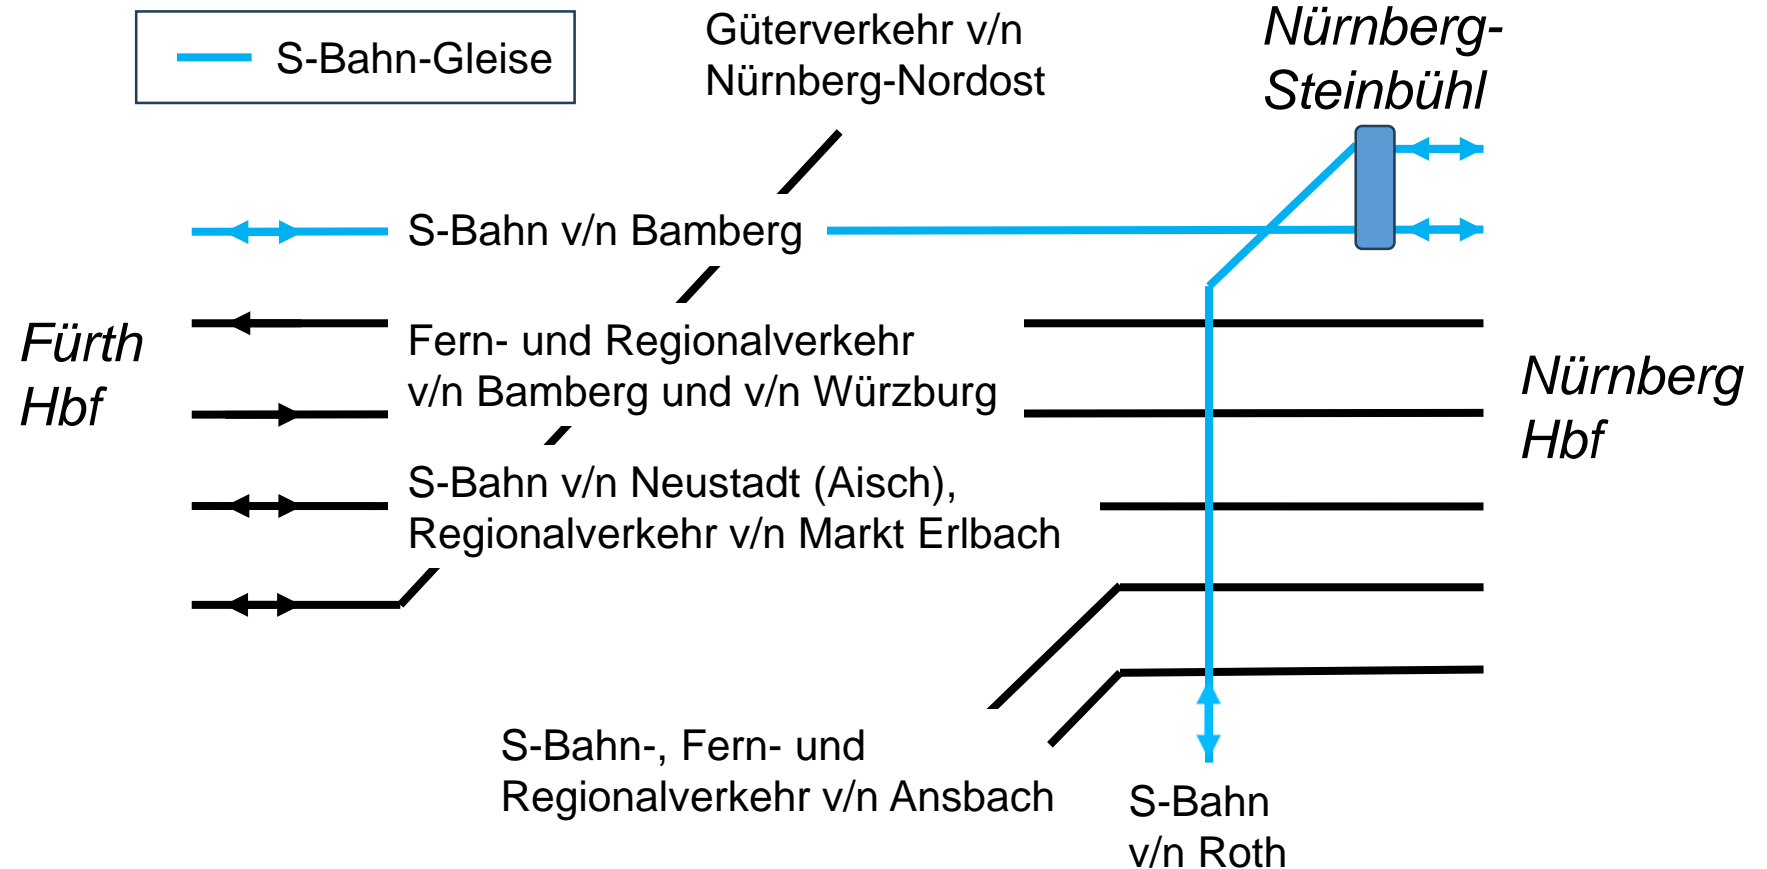 S-Bahn-Gleise
Güterverkehr v/n
Nürnberg-Nordost
Nürnberg-
Steinbühl
S-Bahn v/n Bamberg
Fürth
Hbf
Fern- und Regionalverkehr
v/n Bamberg und v/n Würzburg
Nürnberg
Hbf
S-Bahn v/n Neustadt (Aisch),
Regionalverkehr v/n Markt Erlbach
S-Bahn-, Fern- und
Regionalverkehr v/n Ansbach
S-Bahn
v/n Roth